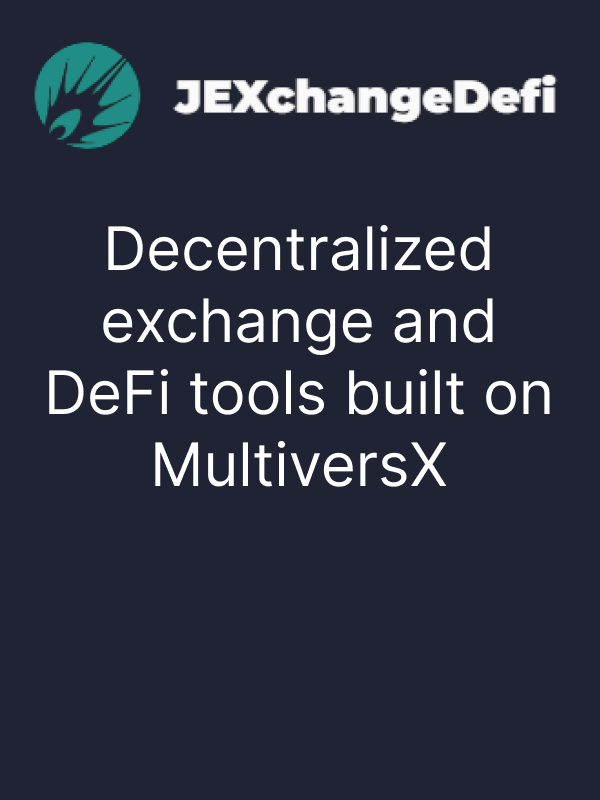 JEXchangeDefi
Decentralized
exchange and
DeFi tools built on
MultiversX